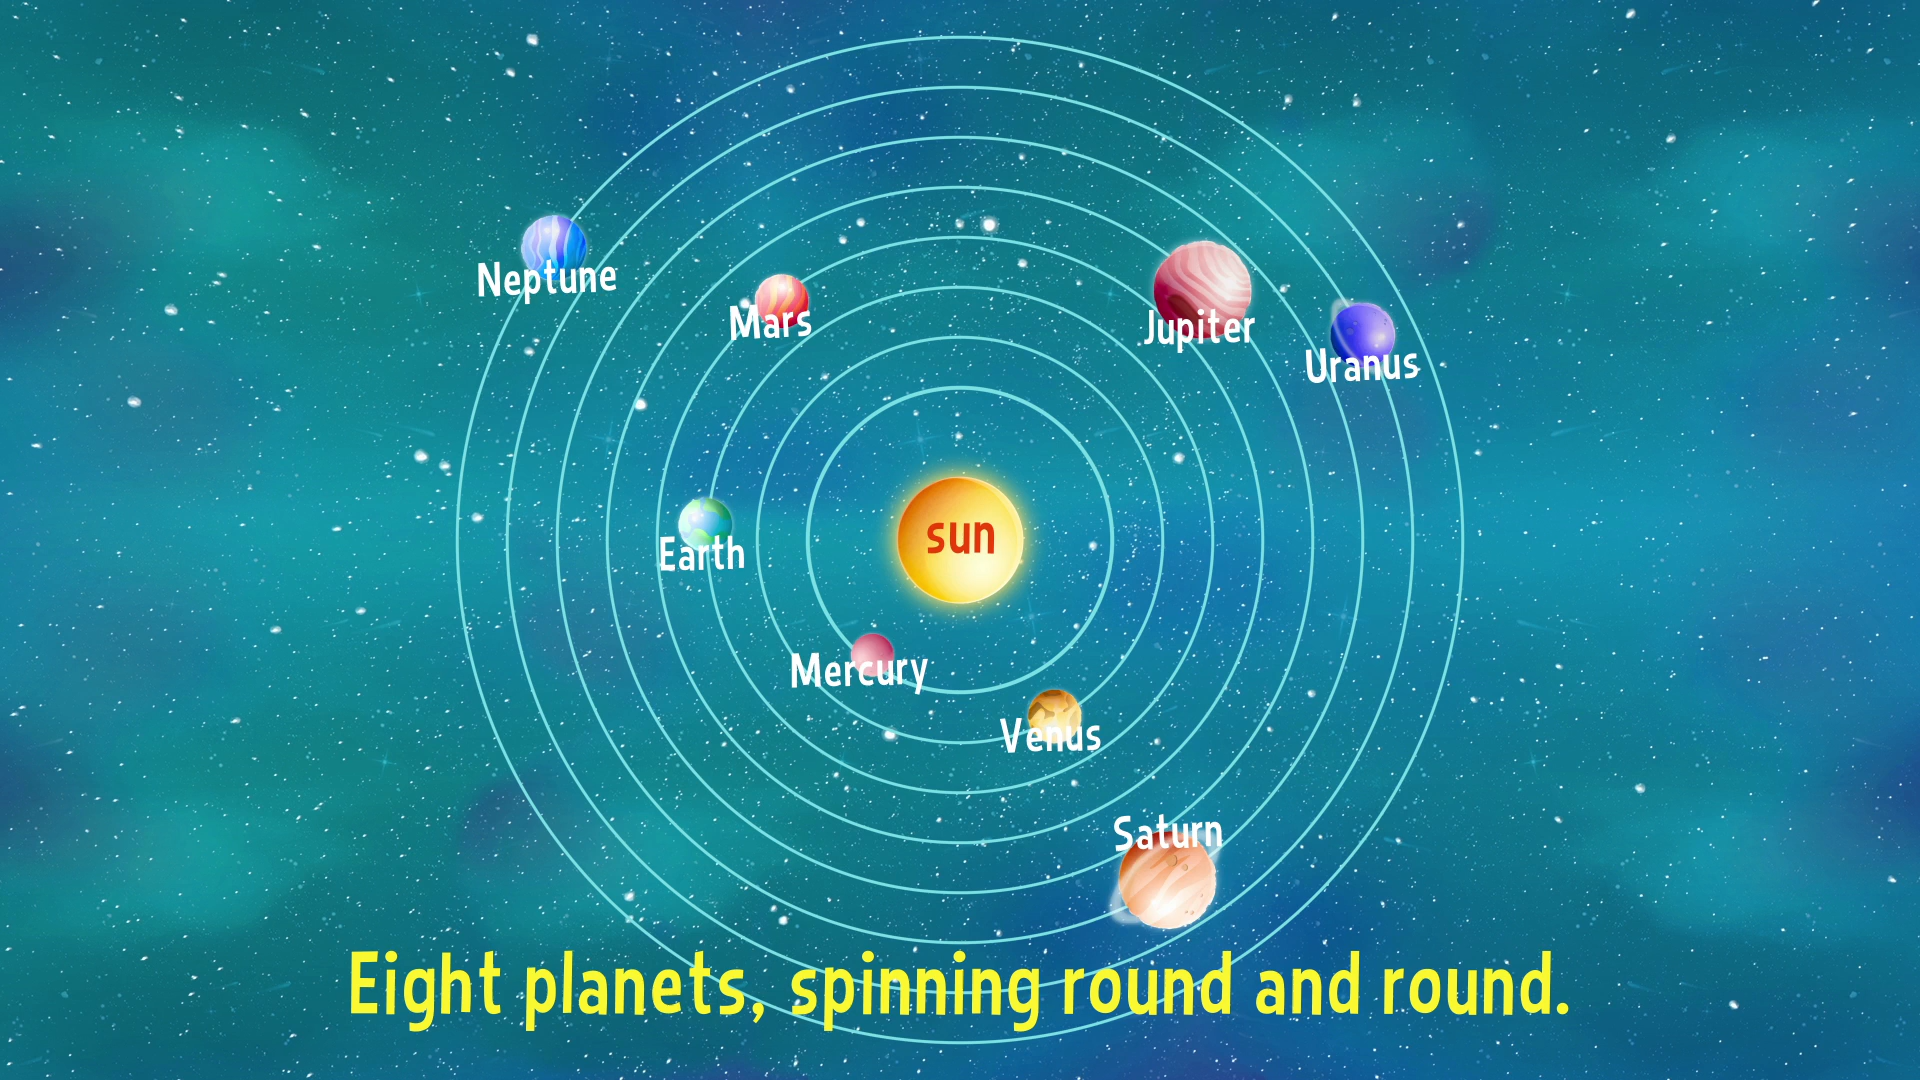 Neptune
Mars
Jupiter
Uranus
sun
Earth
Mercury
Venus
Saturn
Eight planets, spinning round and round.